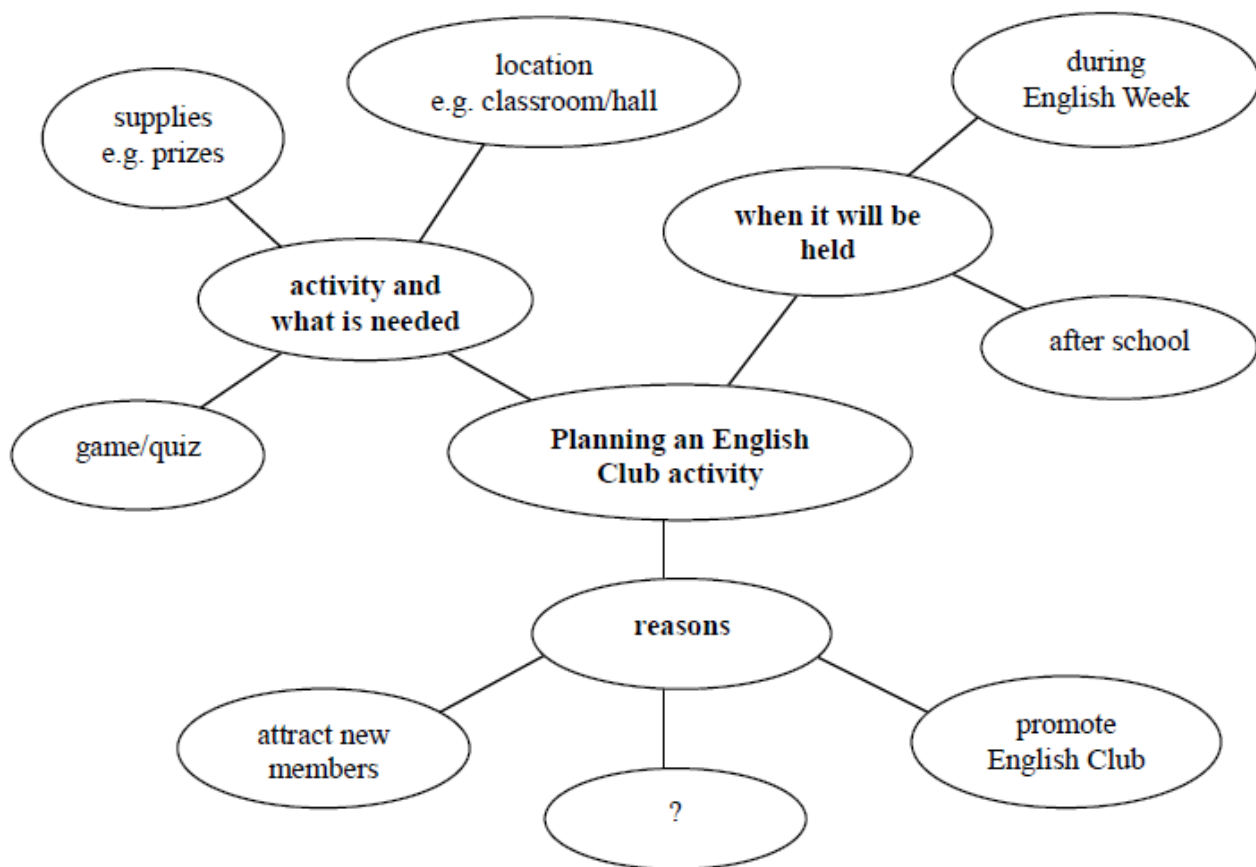 location
e.g. classroom/hall
during
English Week
supplies
e.g. prizes
when it will be
held
activity and
what is needed
after school
game/quiz
Planning an English
Club activity
reasons
attract new
members
promote
English Club
?